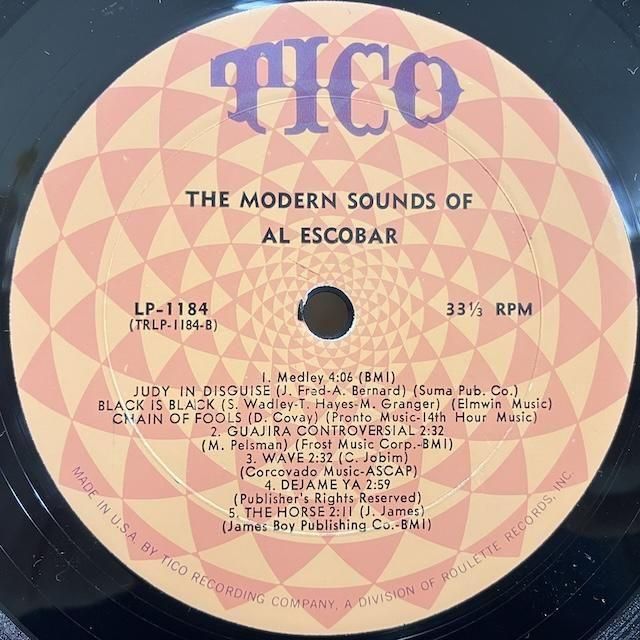 TICO
THE MODERN SOUNDS OF
AL ESCOBAR
LP-1184
(TRLP-1184-B)
33⅓ RPM
1. Medley 4:06 (BMI)
JUDY IN DISGUISE (J. Fred-A. Bernard) (Suma Pub. Co.)
BLACK IS BLACK (S. Wadley-T. Hayes-M. Granger) (Elmwin Music)
CHAIN OF FOOLS (D. Covay) (Pronto Music-14th Hour Music)
2. GUAJIRA CONTROVERSIAL 2:32
(M. Pelsman) (Frost Music Corp.-BMI)
3. WAVE 2:32 (C. Jobim)
(Corcovado Music-ASCAP)
4. DEJAME YA 2:59
(Publisher's Rights Reserved)
5. THE HORSE 2:11 (J. James)
(James Boy Publishing Co.-BMI)
MADE IN U.S.A. BY TICO RECORDING COMPANY, A DIVISION OF ROULETTE RECORDS, INC.